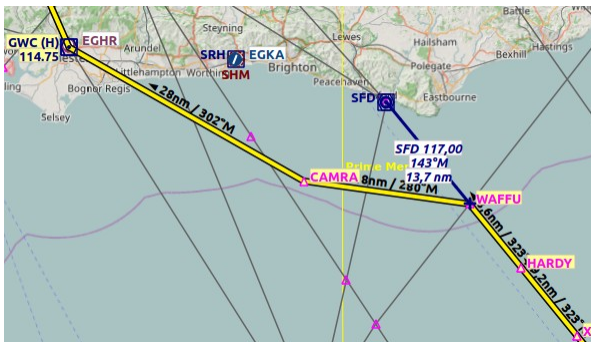 Steyning
Battle
GWC (H)
114.75
EGHR
Arundel
Lewes
Hailsham
Hastings
SRH
EGKA
SHM
Polegate
Bexhill
Littlehampton
Worthing
Brighton
Peacehaven
Bognor Regis
SFD
Eastbourne
Selsey
28nm / 302°M
SFD 117,00
143°M
13,7 nm
CAMRA
8nm / 280°M
WAFFU
HARDY